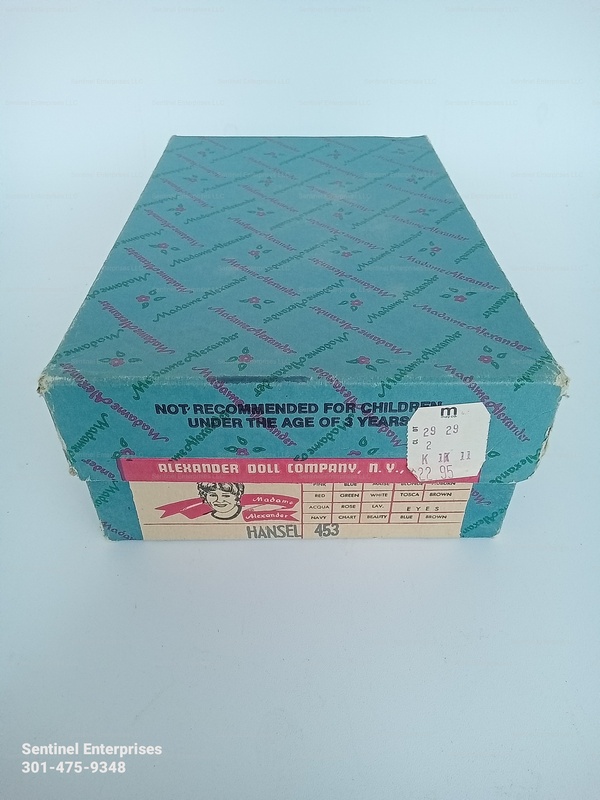 Madame Alexander
NOT RECOMMENDED FOR CHILDREN
UNDER THE AGE OF 3 YEARS
m
29 29
2
K 1K 11
22.95
ALEXANDER DOLL COMPANY, N. Y.,
PINK BLUE
RED GREEN WHITE TOSCA BROWN
ACQUA ROSE LAV. EYES
NAVY CHART BEAUTY BLUE BROWN
Madame
Alexander
HANSEL 453
Sentinel Enterprises
301-475-9348